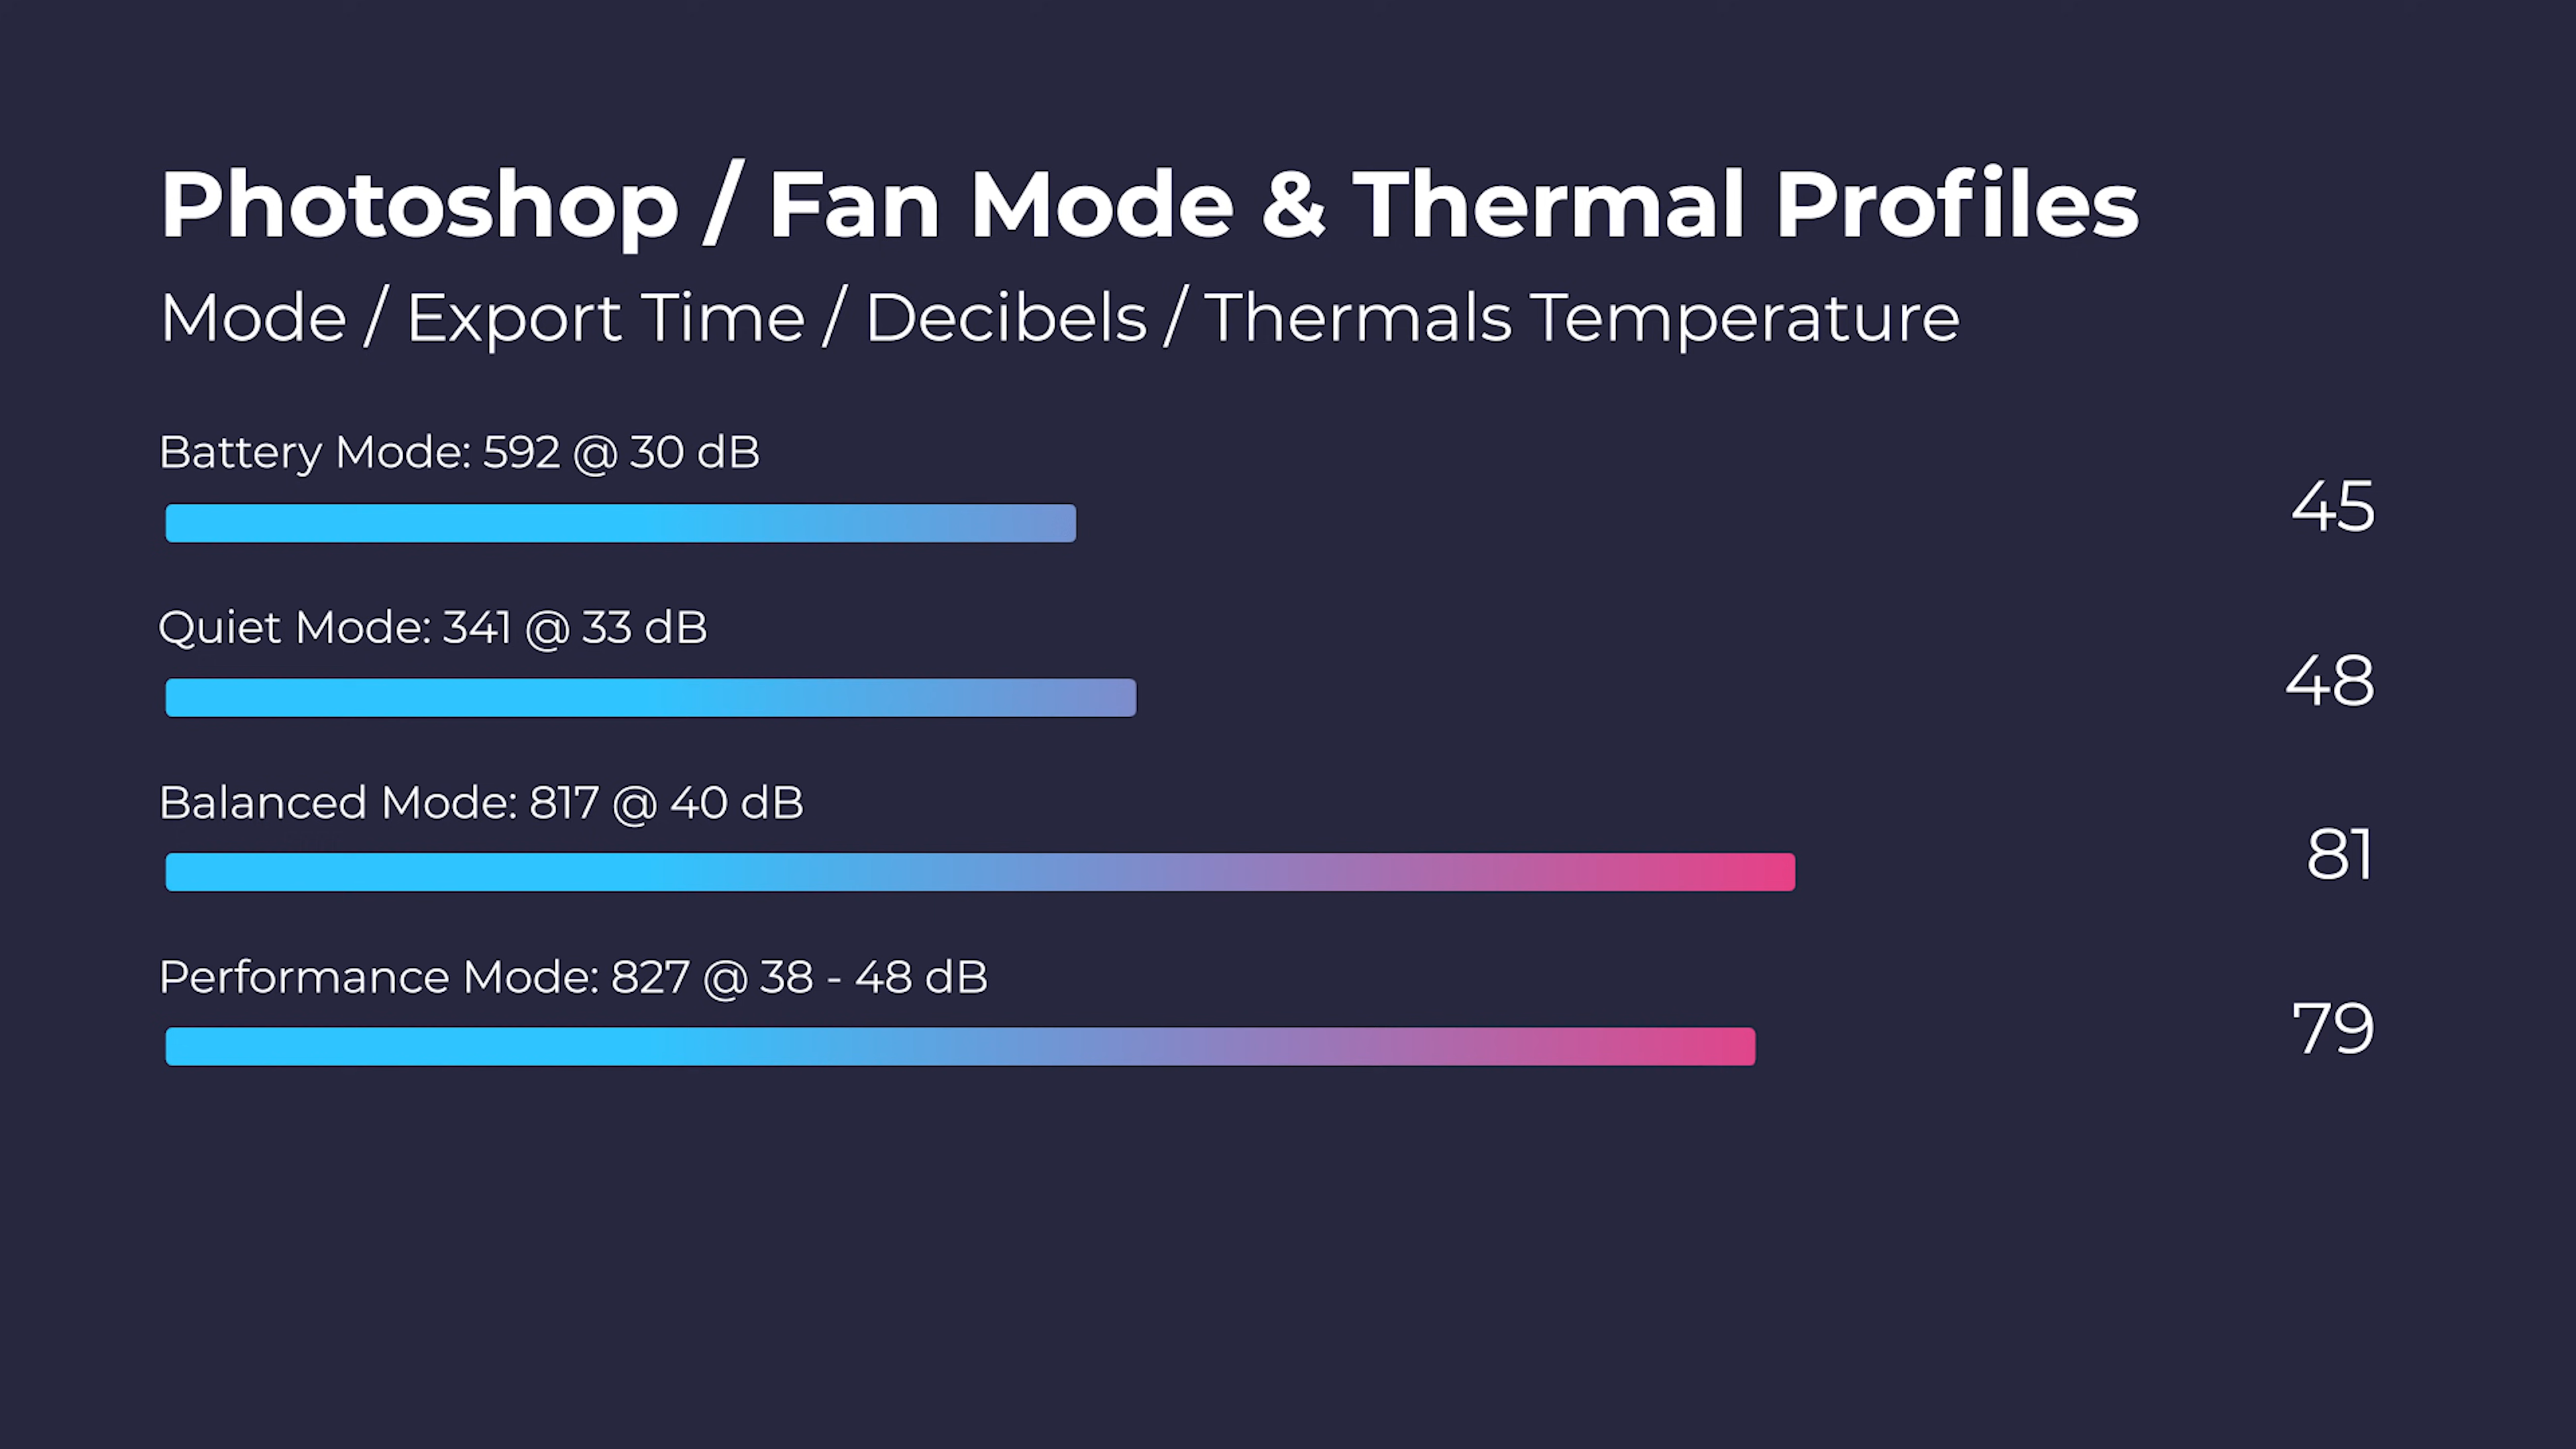 Photoshop / Fan Mode & Thermal Profiles
Mode / Export Time / Decibels / Thermals Temperature
Battery Mode: 592 @ 30 dB
45
Quiet Mode: 341 @ 33 dB
48
Balanced Mode: 817 @ 40 dB
81
Performance Mode: 827 @ 38 - 48 dB
79